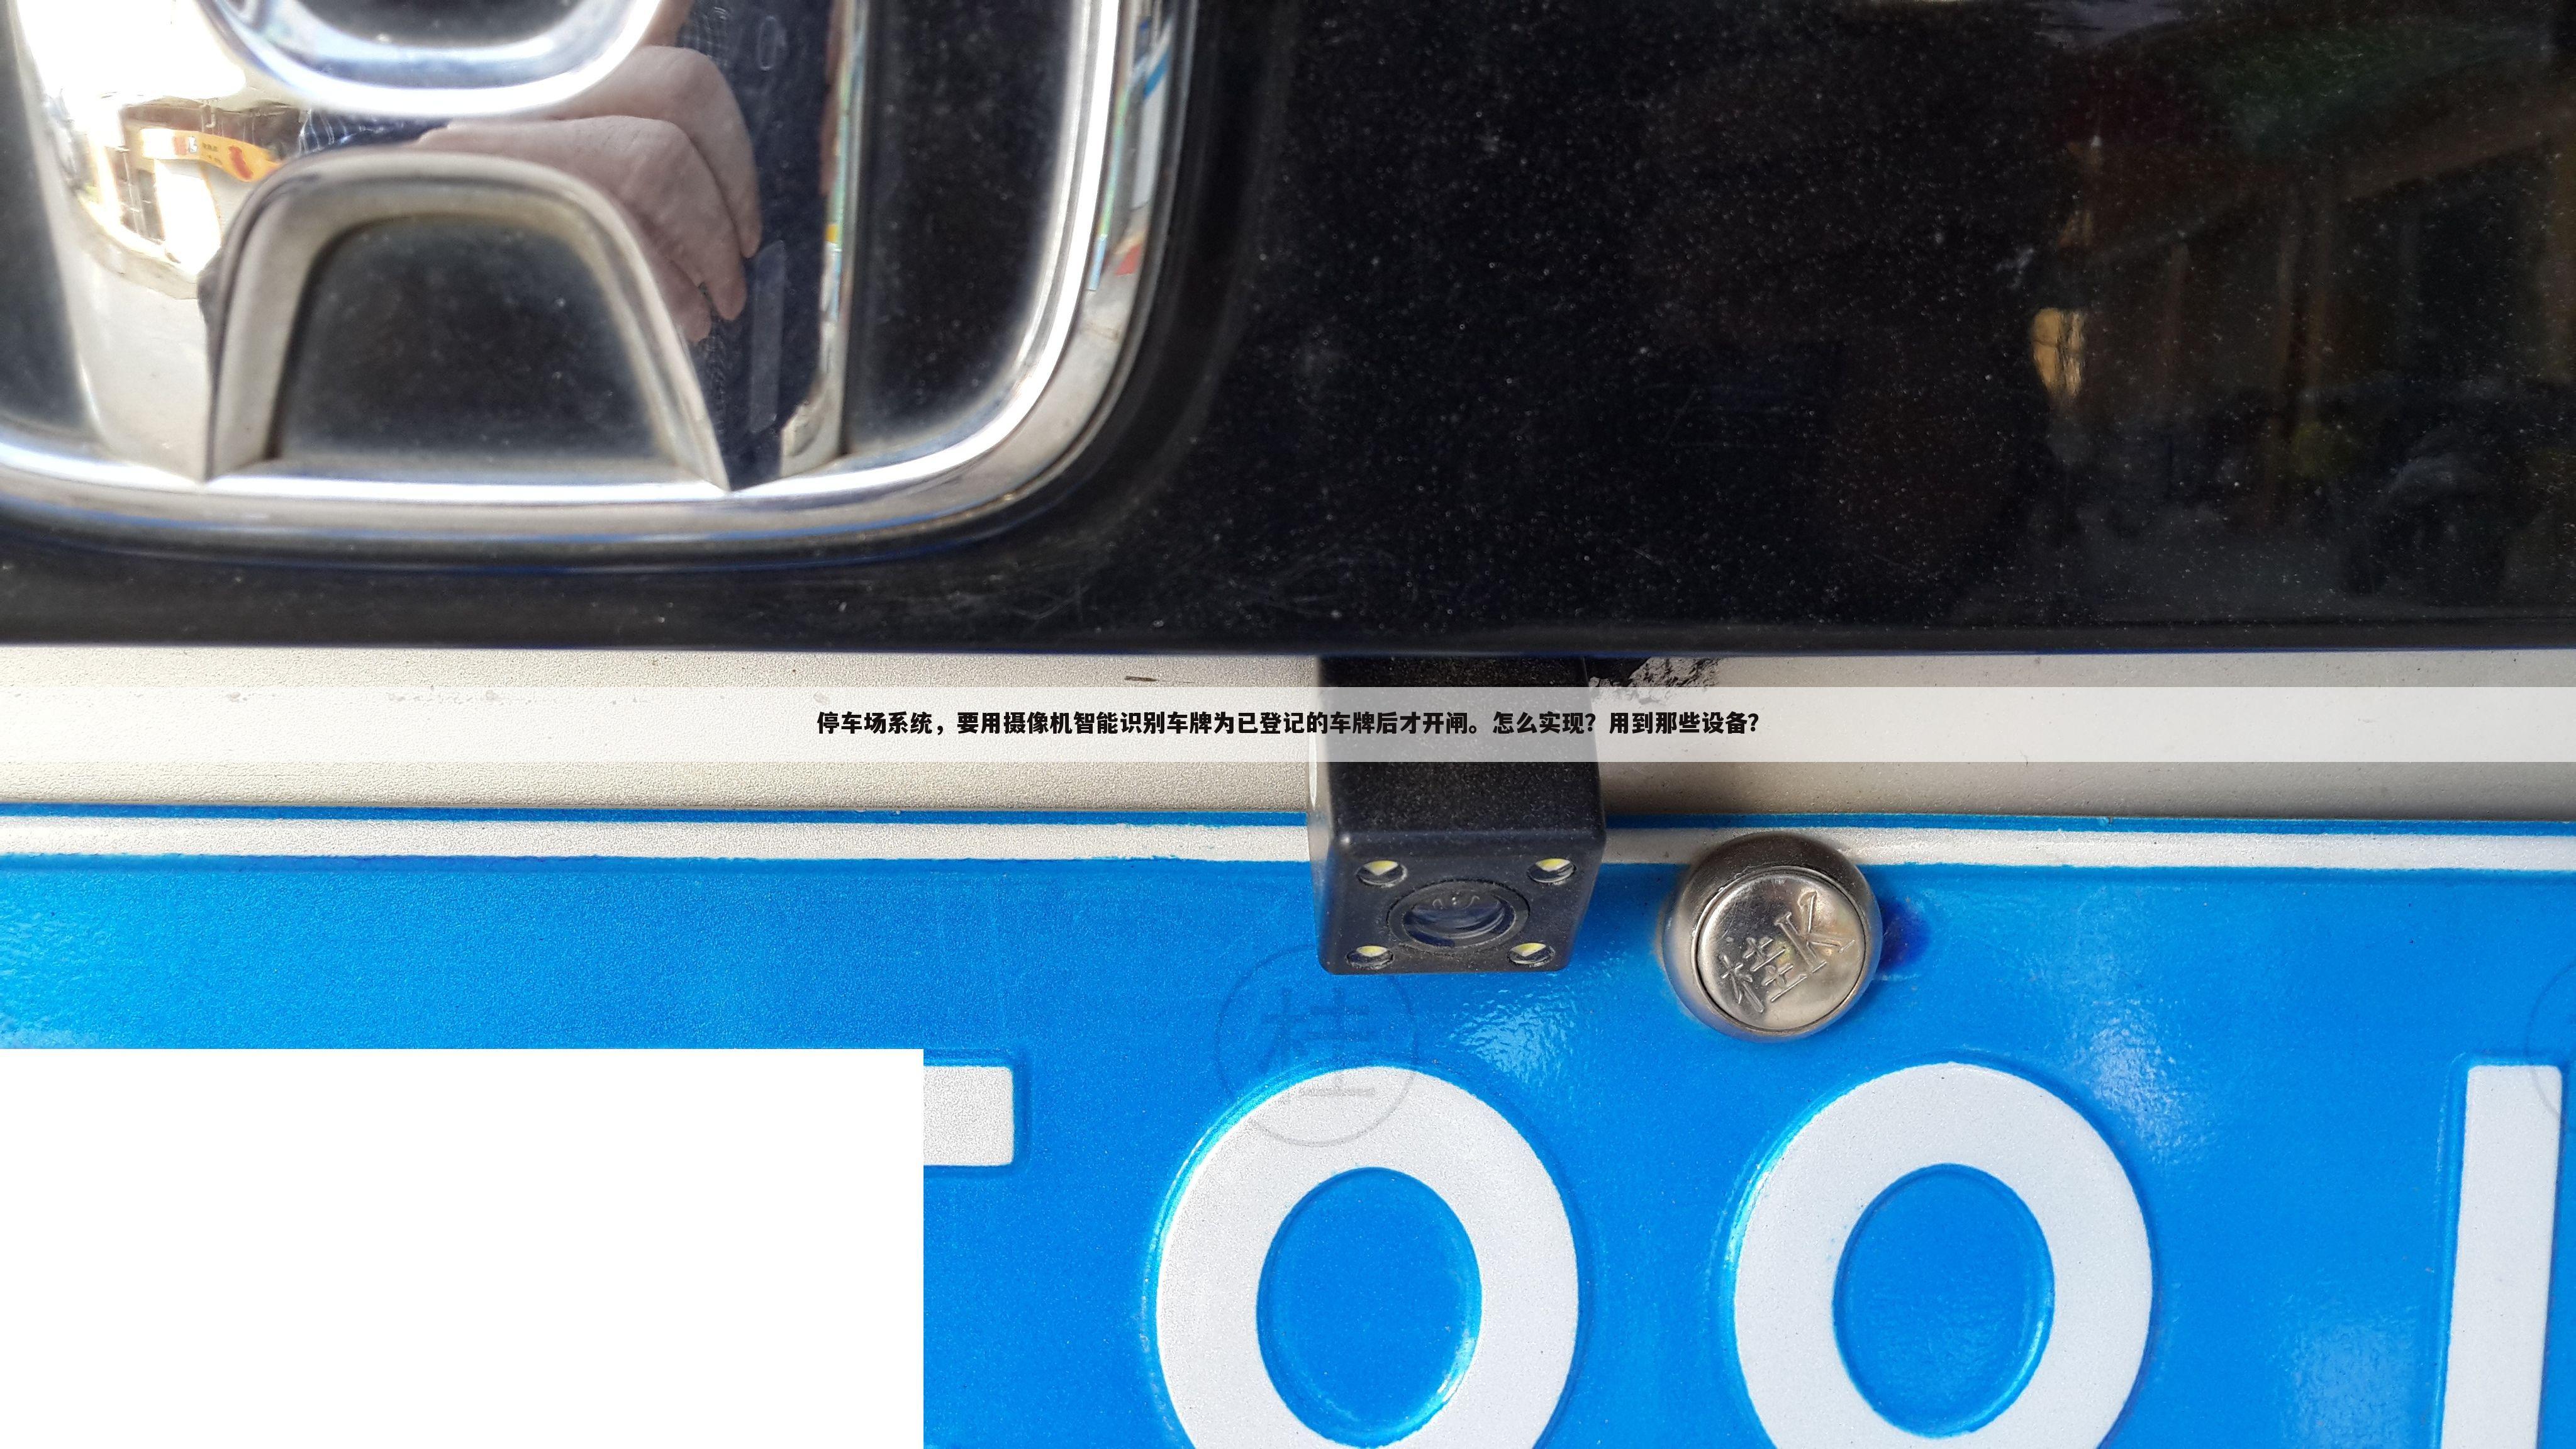 停车场系统，要用摄像机智能识别车牌为已登记的车牌后才开闸。怎么实现？用到那些设备？
桂K
桂